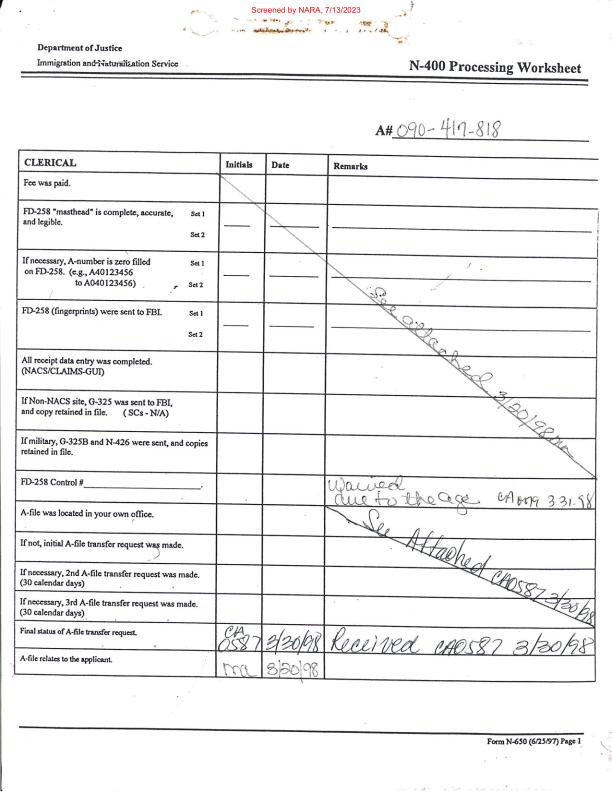 Screened by NARA, 7/13/2023
Department of Justice
Immigration and Naturalization Service
N-400 Processing Worksheet
A# 090-417-818
CLERICAL Initials Date Remarks
Fee was paid.
FD-258 "masthead" is complete, accurate, Set 1
and legible.
Set 2
If necessary, A-number is zero filled Set 1
on FD-258. (e.g., A40123456
to A040123456) Set 2
FD-258 (fingerprints) were sent to FBI. Set 1
Set 2
See attached 3/20/98 ma
All receipt data entry was completed.
(NACS/CLAIMS-GUI)
If Non-NACS site, G-325 was sent to FBI,
and copy retained in file. ( SCs - N/A)
If military, G-325B and N-426 were sent, and copies
retained in file.
FD-258 Control #
Waived
due to the age 3 31.98
A-file was located in your own office.
See Attached CA0587 3/30/98
If not, initial A-file transfer request was made.
If necessary, 2nd A-file transfer request was made.
(30 calendar days)
If necessary, 3rd A-file transfer request was made.
(30 calendar days)
Final status of A-file transfer request. CA 0587 3/30/98 Received CA0587 3/30/98
A-file relates to the applicant. ma 3/20/98
Form N-650 (6/25/97) Page 1